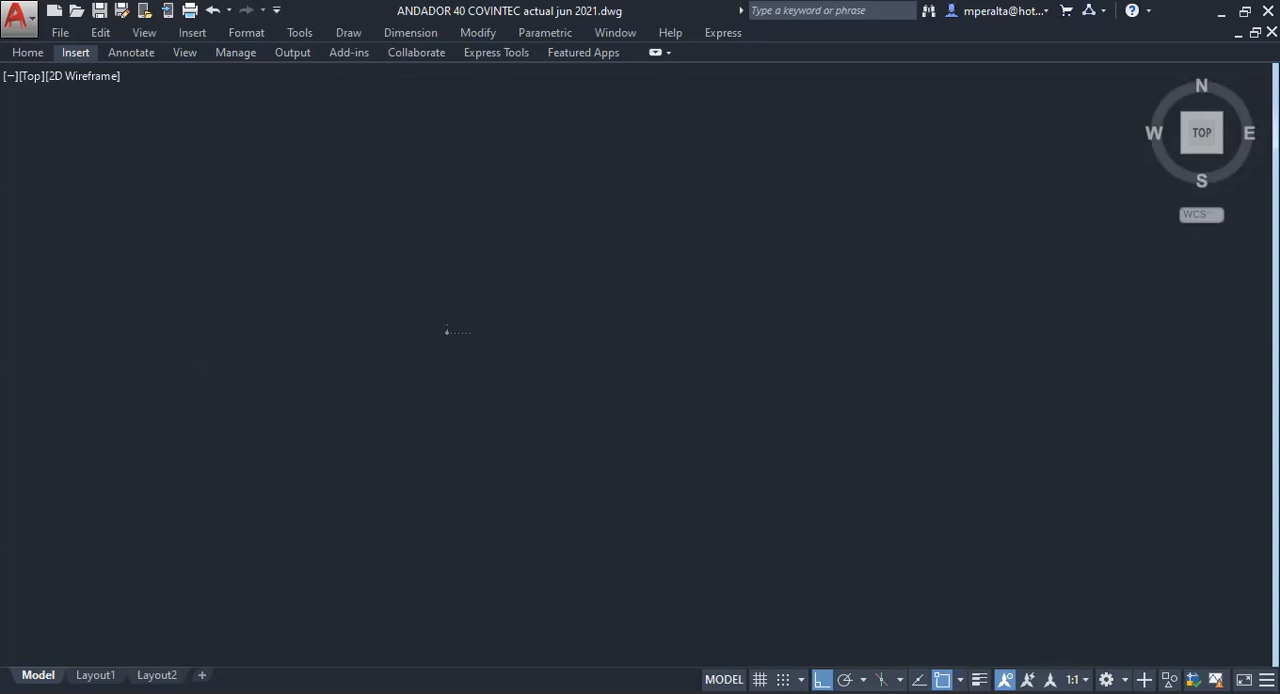 ANDADOR 40 COVINTEC actual jun 2021.dwg
Type a keyword or phrase
mperalta@hot...
File Edit View Insert Format Tools Draw Dimension Modify Parametric Window Help Express
Home Insert Annotate View Manage Output Add-ins Collaborate Express Tools Featured Apps
[−][Top][2D Wireframe]
N
W TOP E
S
WCS
Model Layout1 Layout2 +
MODEL 1:1